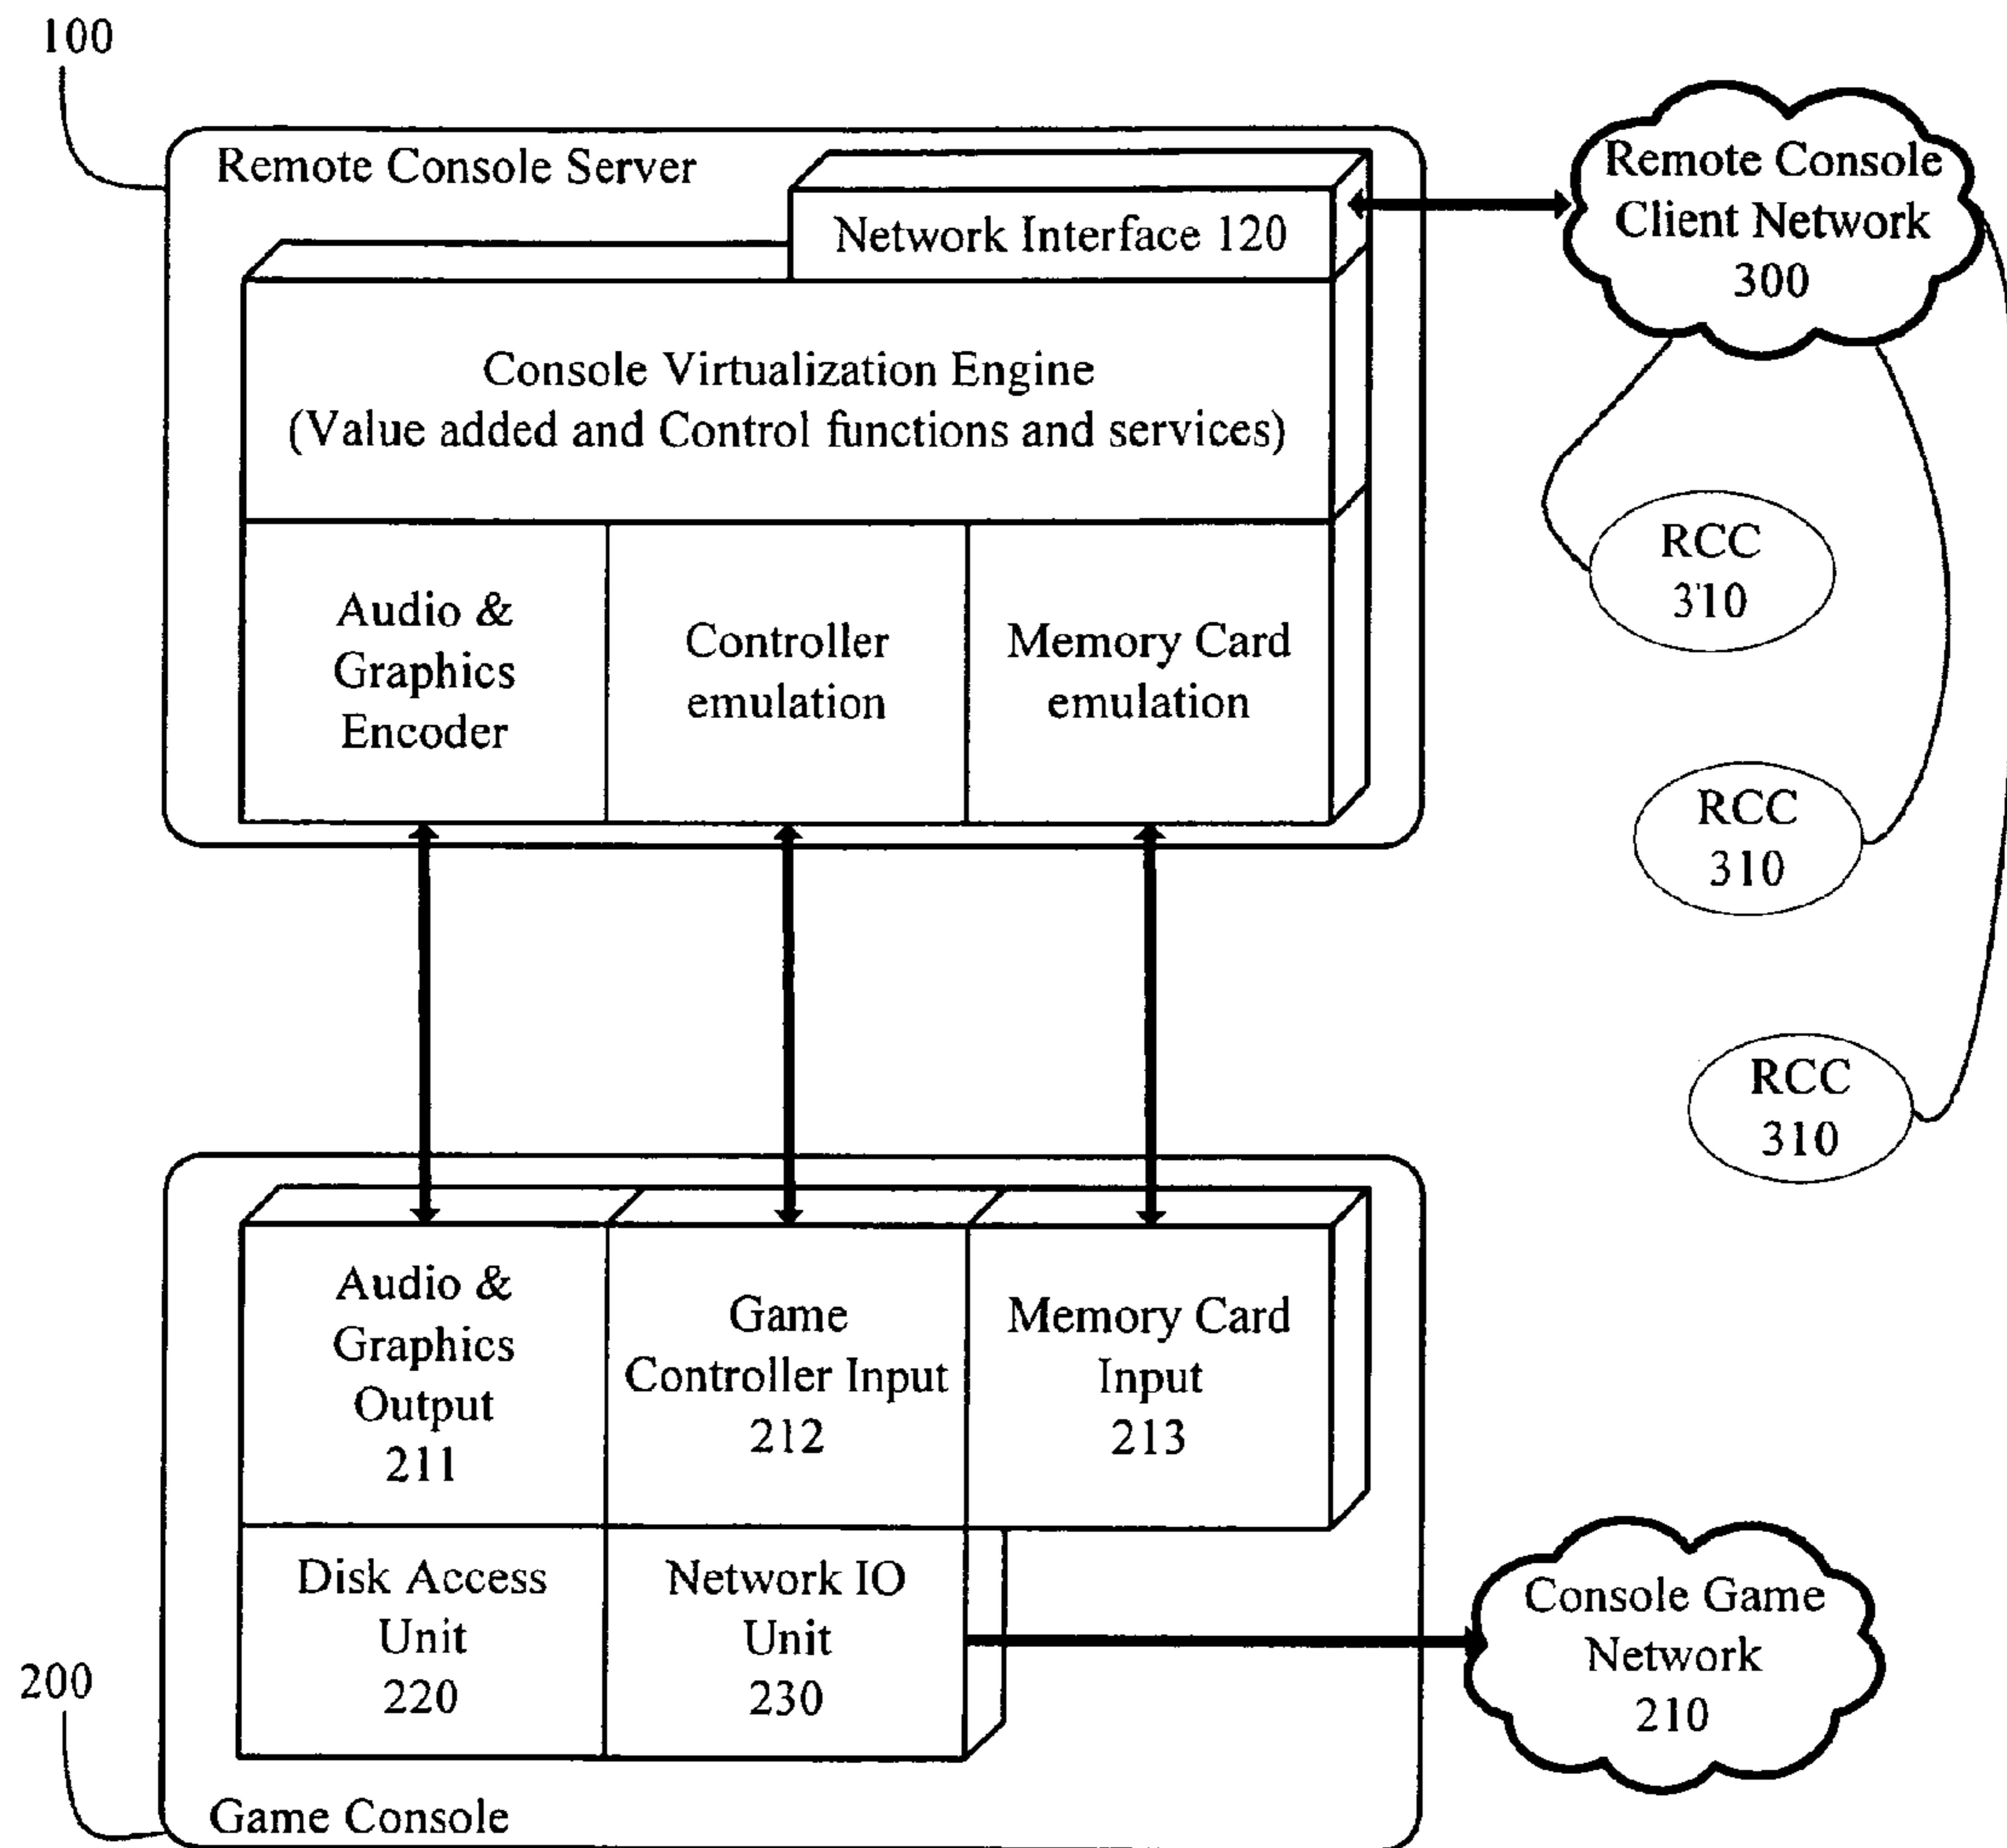 100
Remote Console Server
Network Interface 120
Remote Console
Client Network
300
Console Virtualization Engine
(Value added and Control functions and services)
Audio &
Graphics
Encoder
Controller
emulation
Memory Card
emulation
RCC
310
RCC
310
RCC
310
Audio &
Graphics
Output
211
Game
Controller Input
212
Memory Card
Input
213
Disk Access
Unit
220
Network IO
Unit
230
Console Game
Network
210
200
Game Console